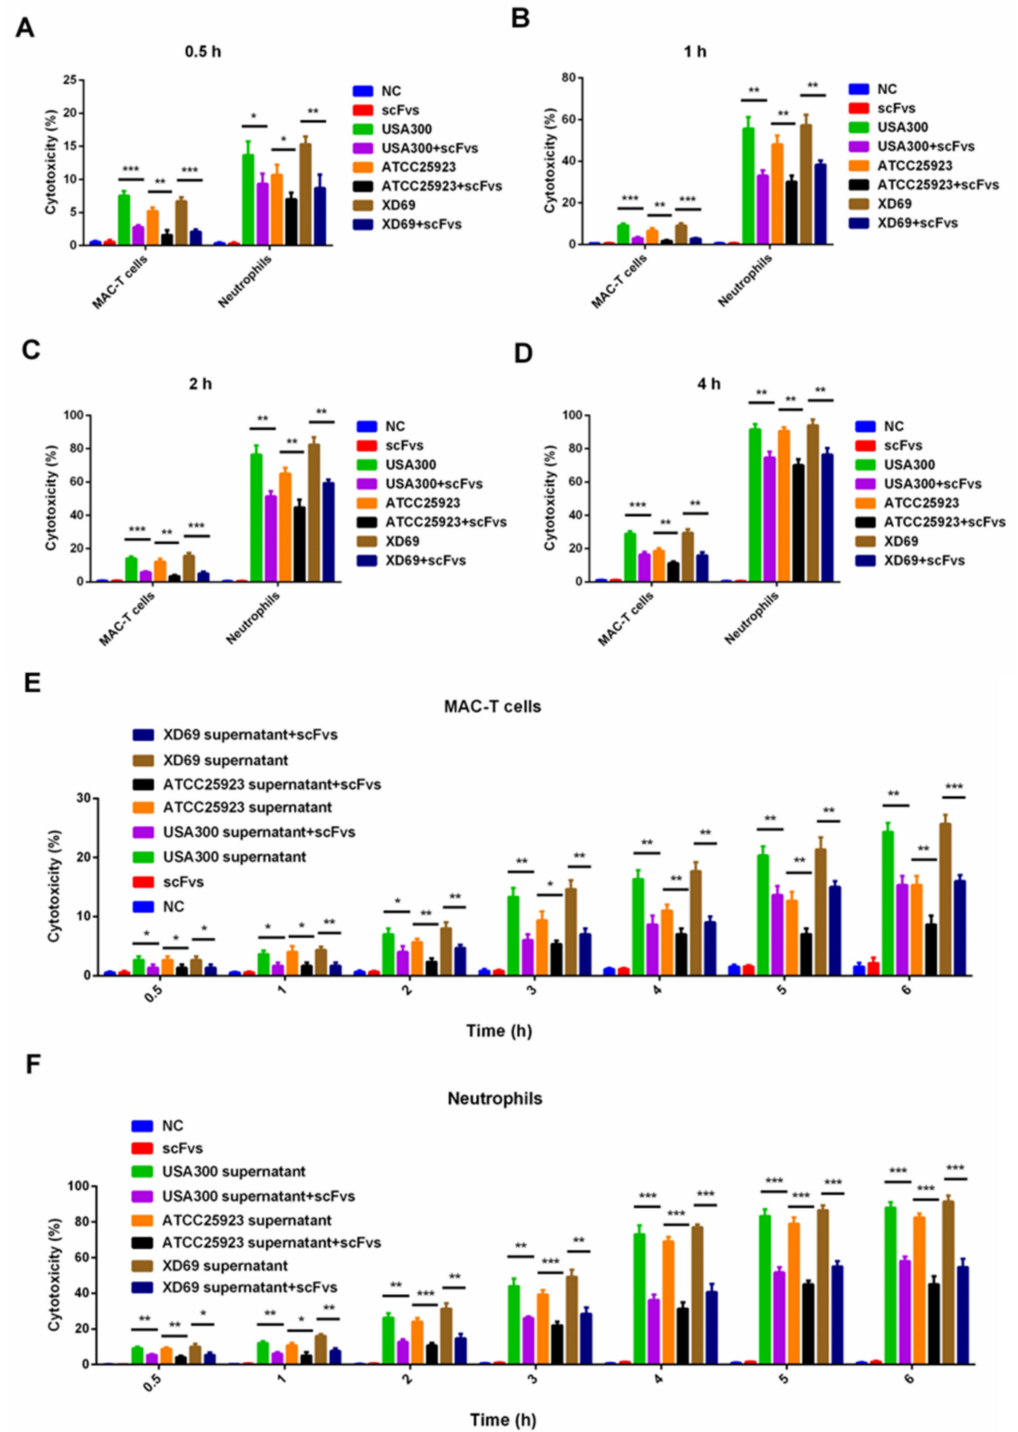 A
0.5 h
Cytotoxicity (%)
25
20
15
10
5
0
*** ** *** * * **
MAC-T cells
Neutrophils
NC
scFvs
USA300
USA300+scFvs
ATCC25923
ATCC25923+scFvs
XD69
XD69+scFvs
B
1 h
Cytotoxicity (%)
80
60
40
20
0
*** ** *** ** ** **
MAC-T cells
Neutrophils
NC
scFvs
USA300
USA300+scFvs
ATCC25923
ATCC25923+scFvs
XD69
XD69+scFvs
C
2 h
Cytotoxicity (%)
100
80
60
40
20
0
*** ** *** ** ** **
MAC-T cells
Neutrophils
NC
scFvs
USA300
USA300+scFvs
ATCC25923
ATCC25923+scFvs
XD69
XD69+scFvs
D
4 h
Cytotoxicity (%)
100
80
60
40
20
0
*** ** ** ** ** **
MAC-T cells
Neutrophils
NC
scFvs
USA300
USA300+scFvs
ATCC25923
ATCC25923+scFvs
XD69
XD69+scFvs
E
MAC-T cells
XD69 supernatant+scFvs
XD69 supernatant
ATCC25923 supernatant+scFvs
ATCC25923 supernatant
USA300 supernatant+scFvs
USA300 supernatant
scFvs
NC
Cytotoxicity (%)
30
20
10
0
* * * * * ** * ** ** ** * ** ** ** ** ** ** ** ** ** ***
0.5 1 2 3 4 5 6
Time (h)
F
Neutrophils
NC
scFvs
USA300 supernatant
USA300 supernatant+scFvs
ATCC25923 supernatant
ATCC25923 supernatant+scFvs
XD69 supernatant
XD69 supernatant+scFvs
Cytotoxicity (%)
100
80
60
40
20
0
** ** * ** * ** ** *** ** ** *** ** *** *** *** *** *** *** *** *** ***
0.5 1 2 3 4 5 6
Time (h)